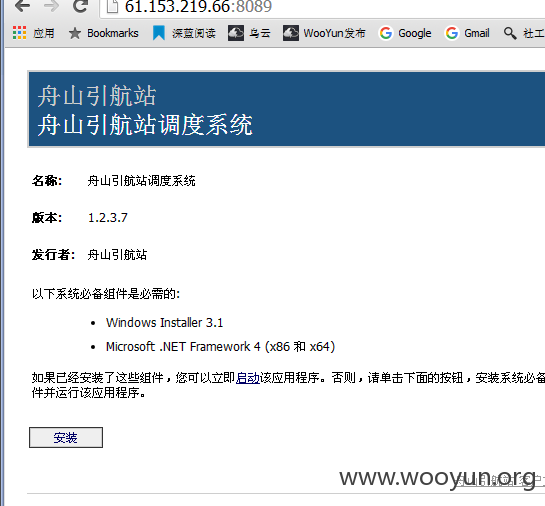 61.153.219.66:8089
应用 Bookmarks 深蓝阅读 乌云 WooYun发布 Google Gmail 社工
舟山引航站
舟山引航站调度系统
名称: 舟山引航站调度系统
版本: 1.2.3.7
发行者: 舟山引航站
以下系统必备组件是必需的:
• Windows Installer 3.1
• Microsoft .NET Framework 4 (x86 和 x64)
如果已经安装了这些组件，您可以立即启动该应用程序。否则，请单击下面的按钮，安装系统必备
件并运行该应用程序。
安装
www.wooyun.org